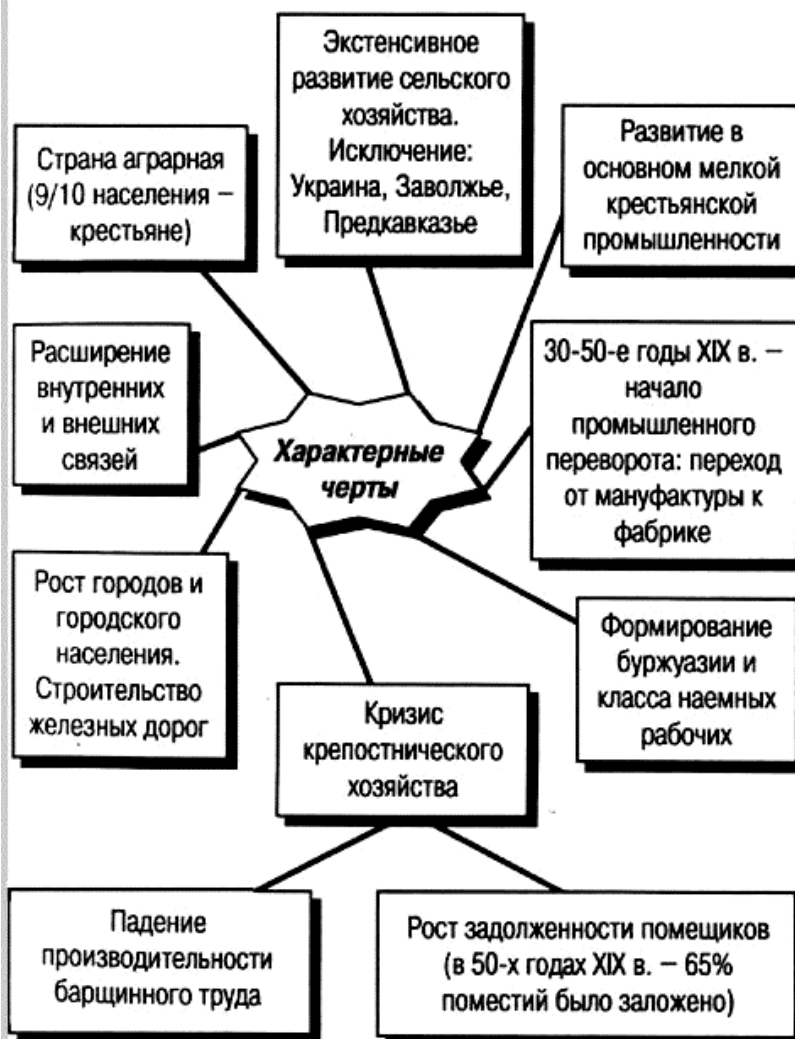 Экстенсивное
развитие сельского
хозяйства.
Исключение:
Украина, Заволжье,
Предкавказье
Страна аграрная
(9/10 населения –
крестьяне)
Развитие в
основном мелкой
крестьянской
промышленности
Расширение
внутренних
и внешних
связей
Характерные
черты
30-50-е годы XIX в. –
начало
промышленного
переворота: переход
от мануфактуры к
фабрике
Рост городов и
городского
населения.
Строительство
железных дорог
Кризис
крепостнического
хозяйства
Формирование
буржуазии и
класса наемных
рабочих
Падение
производительности
барщинного труда
Рост задолженности помещиков
(в 50-х годах XIX в. – 65%
поместий было заложено)